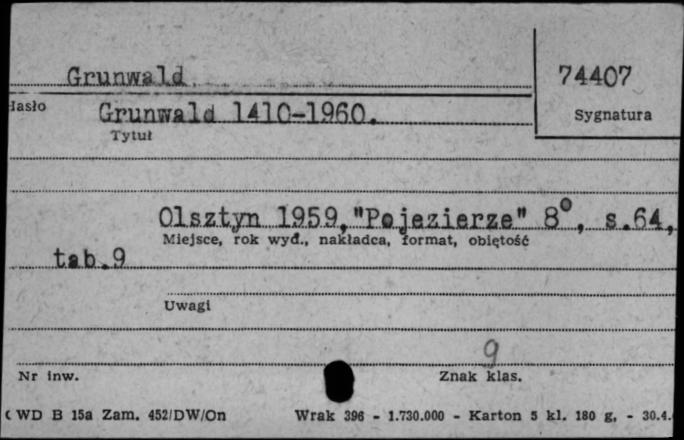 Grunwald
74407
Hasło
Grunwald 1410-1960.
Sygnatura
Tytuł
Olsztyn 1959, "Pojezierze" 8°, s.64,
Miejsce, rok wyd., nakładca, format, objętość
tab.9
Uwagi
9
Nr inw.
Znak klas.
CWD B 15a Zam. 452/DW/On Wrak 396 - 1.730.000 - Karton 5 kl. 180 g. - 30.4.